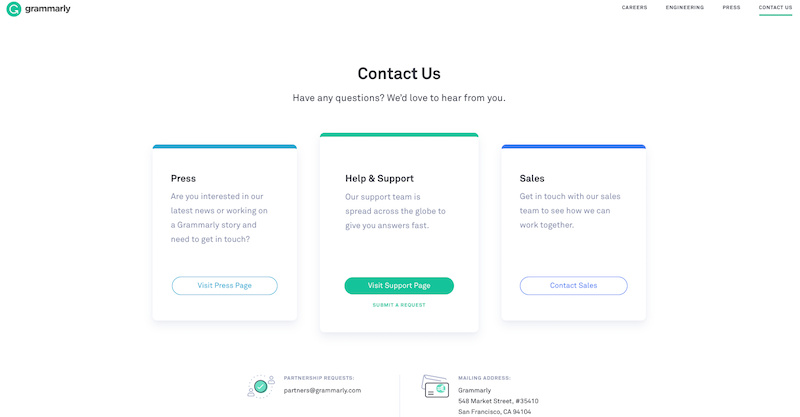 grammarly
CAREERS
ENGINEERING
PRESS
CONTACT US
Contact Us
Have any questions? We'd love to hear from you.
Press
Are you interested in our
latest news or working on
a Grammarly story and
need to get in touch?
Visit Press Page
Help & Support
Our support team is
spread across the globe to
give you answers fast.
Visit Support Page
SUBMIT A REQUEST
Sales
Get in touch with our sales
team to see how we can
work together.
Contact Sales
PARTNERSHIP REQUESTS:
partners@grammarly.com
MAILING ADDRESS:
Grammarly
548 Market Street, #35410
San Francisco, CA 94104